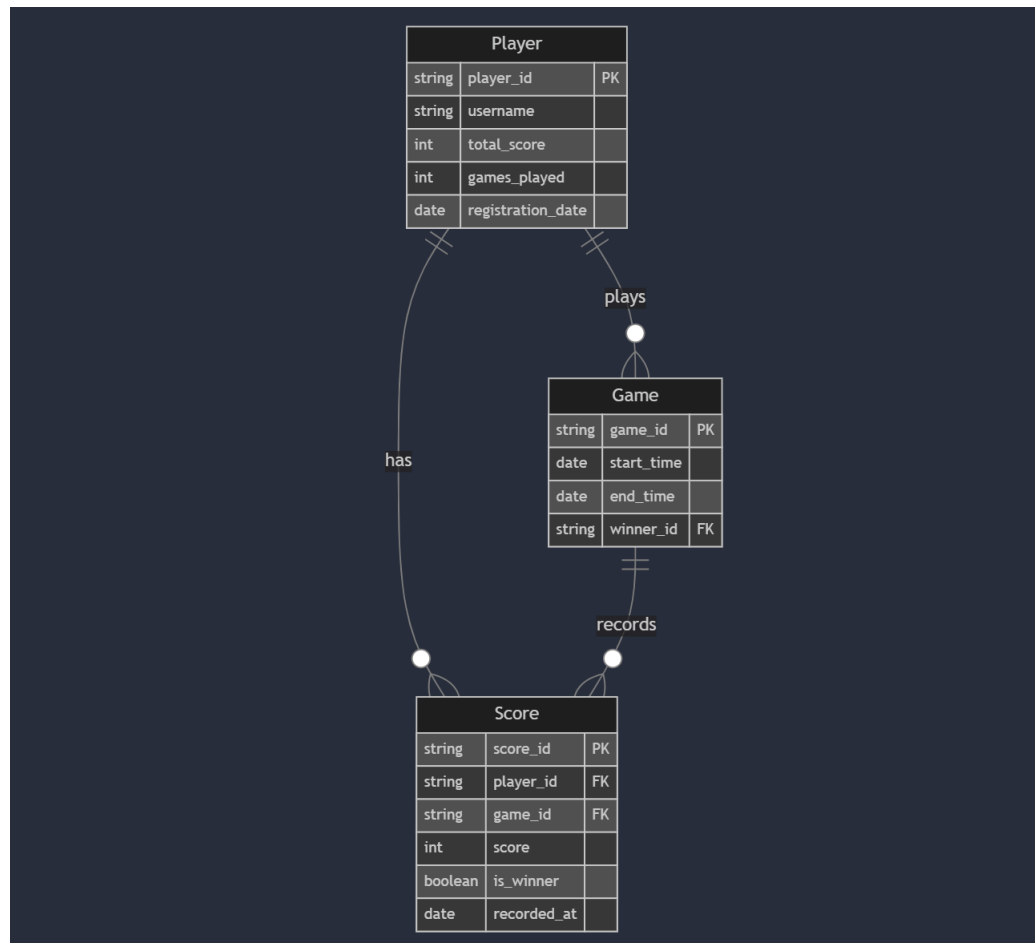 Player
string player_id PK
string username
int total_score
int games_played
date registration_date
plays
Game
string game_id PK
date start_time
date end_time
string winner_id FK
has
records
Score
string score_id PK
string player_id FK
string game_id FK
int score
boolean is_winner
date recorded_at